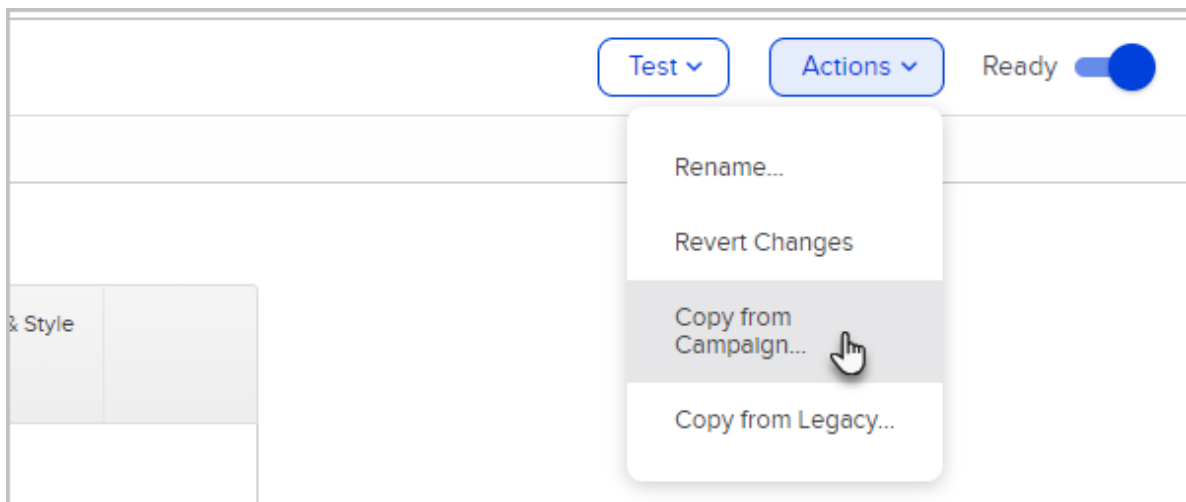 Test
Actions
Ready
Rename...
Revert Changes
Copy from
Campaign...
& Style
Copy from Legacy...